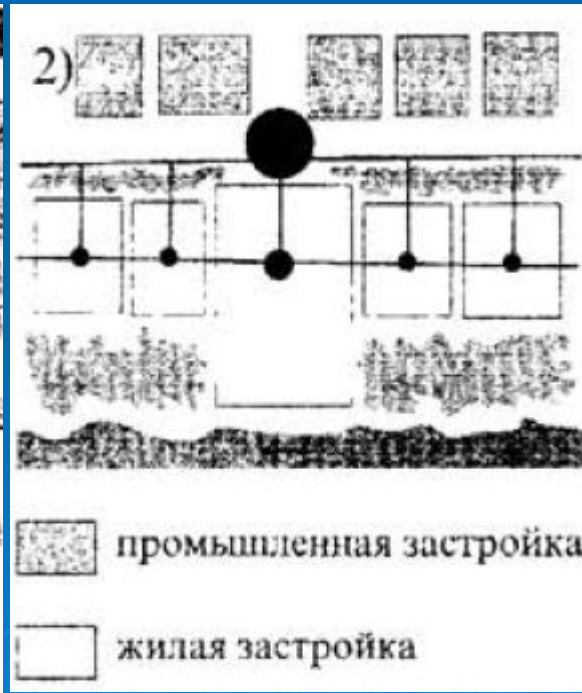 2)
промышленная застройка
жилая застройка